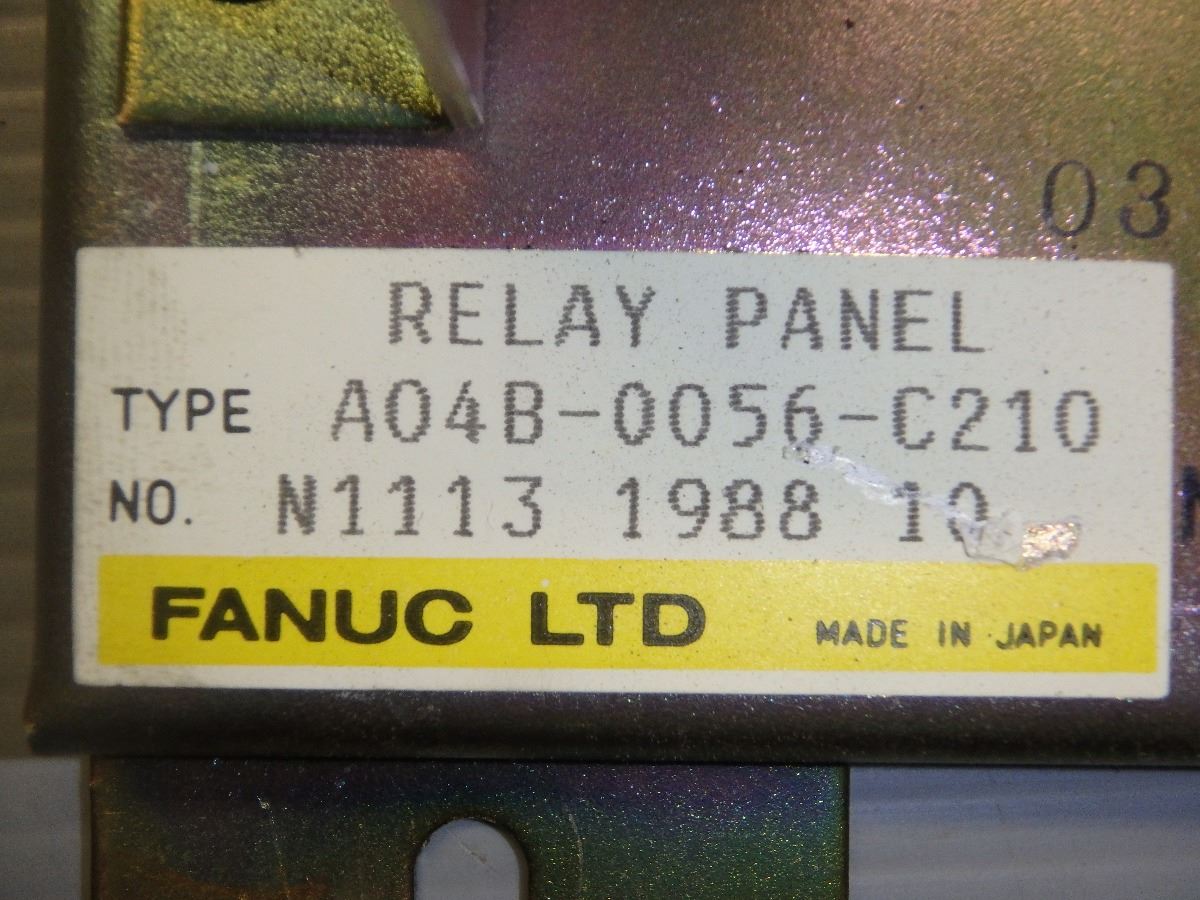 03
RELAY PANEL
TYPE A04B-0056-C210
NO. N1113 1988 10
FANUC LTD MADE IN JAPAN